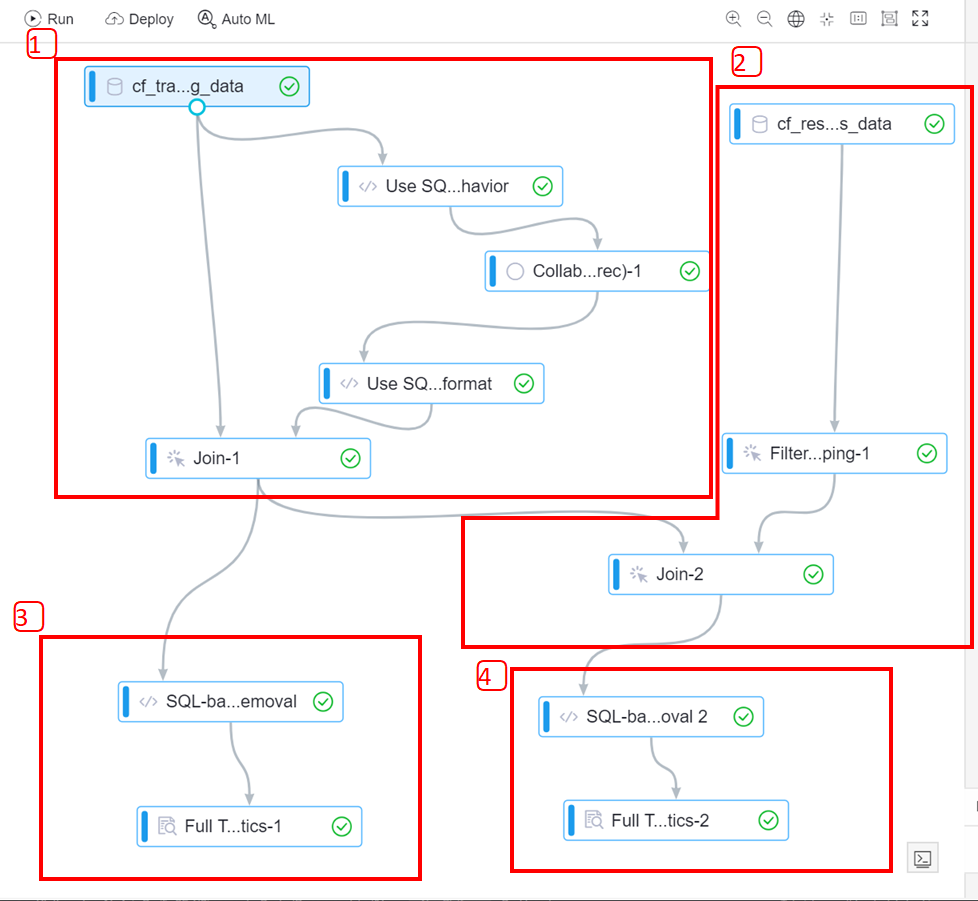 Run Deploy Auto ML
1
2
cf_tra...g_data
cf_res...s_data
Use SQ...havior
Collab...rec)-1
Use SQ...format
Join-1
Filter...ping-1
Join-2
3
4
SQL-ba...emoval
SQL-ba...oval 2
Full T...tics-1
Full T...tics-2